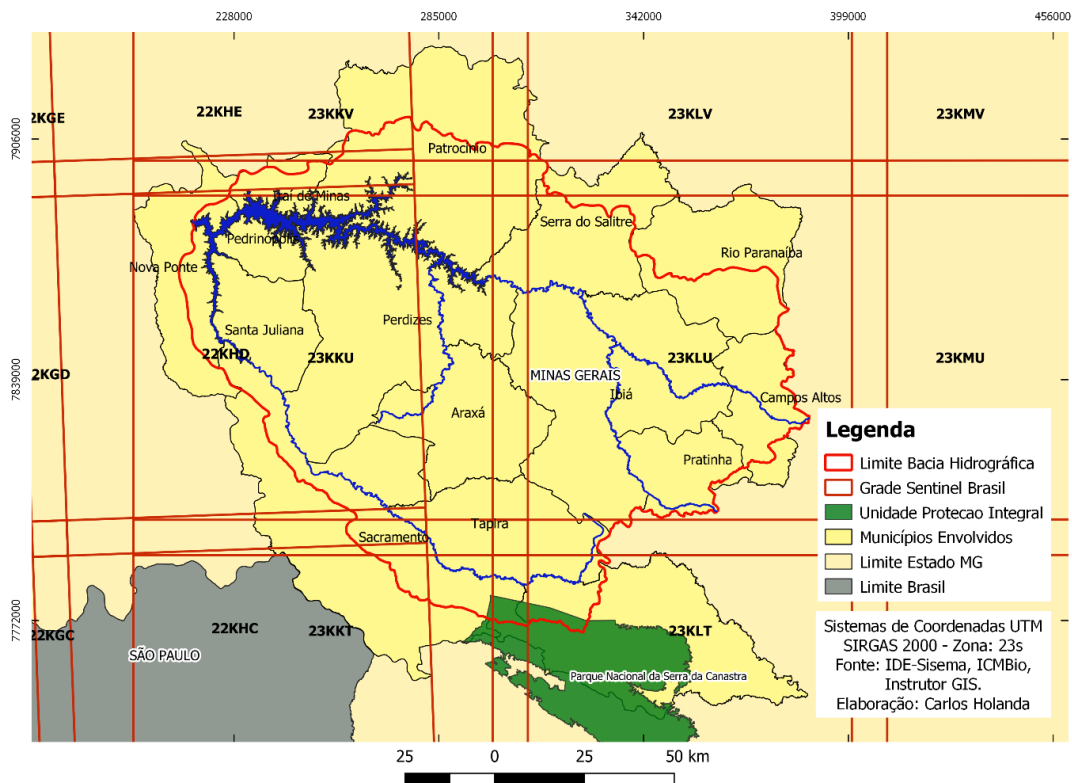 228000 285000 342000 399000 456000
7906000
7839000
7772000
22KHE
23KKV
23KLV
23KMV
2KGE
Patrocínio
Iraí de Minas
Serra do Salitre
Pedrinópolis
Rio Paranaíba
Nova Ponte
Perdizes
Santa Juliana
22KHD
23KKU
23KLU
23KMU
2KGD
MINAS GERAIS
Ibiá
Campos Altos
Araxá
Pratinha
Tapira
Sacramento
22KGC
22KHC
23KKT
23KLT
SÃO PAULO
Parque Nacional da Serra da Canastra
Legenda
Limite Bacia Hidrográfica
Grade Sentinel Brasil
Unidade Protecao Integral
Municípios Envolvidos
Limite Estado MG
Limite Brasil
Sistemas de Coordenadas UTM
SIRGAS 2000 - Zona: 23s
Fonte: IDE-Sisema, ICMBio,
Instrutor GIS.
Elaboração: Carlos Holanda
25 0 25 50 km